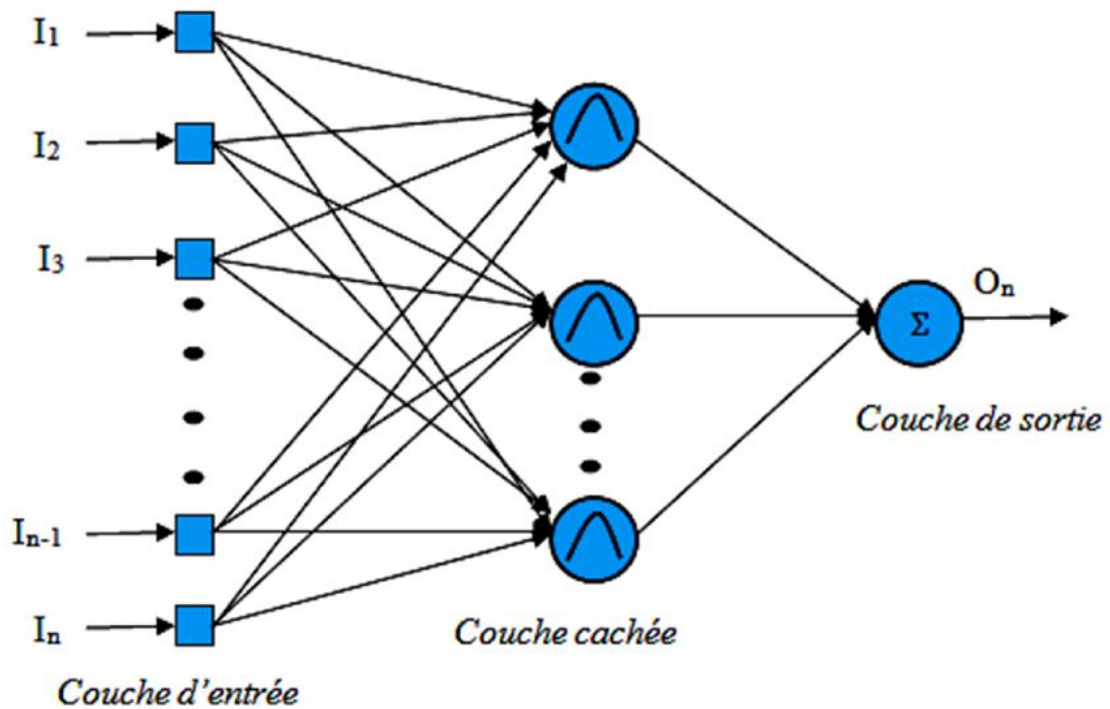 I₁
I₂
I₃
Iₙ₋₁
Iₙ
Couche d'entrée
Couche cachée
Σ
Oₙ
Couche de sortie